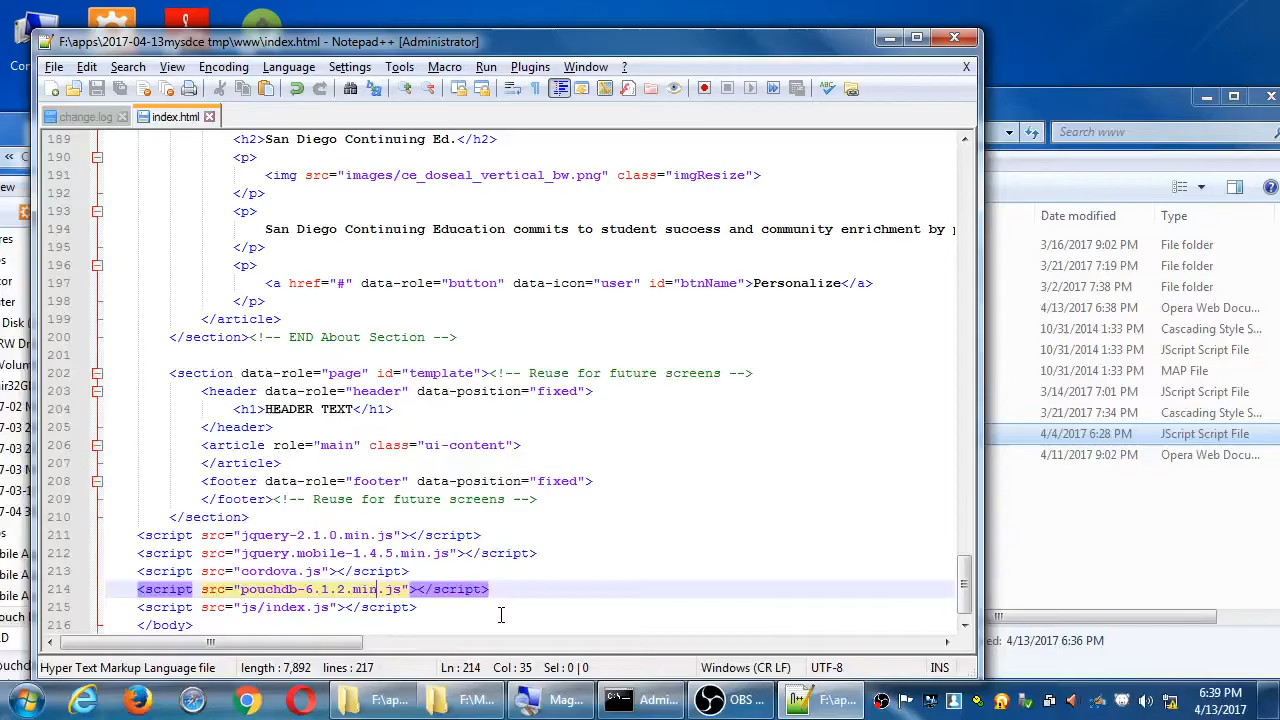 Cor
F:\apps\2017-04-13mysdce tmp\www\index.html - Notepad++ [Administrator]
File Edit Search View Encoding Language Settings Tools Macro Run Plugins Window ? X
change.log index.html
189 <h2>San Diego Continuing Ed.</h2>
190 <p>
191 <img src="images/ce_doseal_vertical_bw.png" class="imgResize">
192 </p>
193 <p>
194 San Diego Continuing Education commits to student success and community enrichment by p
195 </p>
196 <p>
197 <a href="#" data-role="button" data-icon="user" id="btnName">Personalize</a>
198 </p>
199 </article>
200 </section><!-- END About Section -->
201
202 <section data-role="page" id="template"><!-- Reuse for future screens -->
203 <header data-role="header" data-position="fixed">
204 <h1>HEADER TEXT</h1>
205 </header>
206 <article role="main" class="ui-content">
207 </article>
208 <footer data-role="footer" data-position="fixed">
209 </footer><!-- Reuse for future screens -->
210 </section>
211 <script src="jquery-2.1.0.min.js"></script>
212 <script src="jquery.mobile-1.4.5.min.js"></script>
213 <script src="cordova.js"></script>
214 <script src="pouchdb-6.1.2.min.js"></script>
215 <script src="js/index.js"></script>
216 </body>
Hyper Text Markup Language file length : 7,892 lines : 217 Ln : 214 Col : 35 Sel : 0 | 0 Windows (CR LF) UTF-8 INS
Search www
Date modified Type
3/16/2017 9:02 PM File folder
3/21/2017 7:19 PM File folder
3/2/2017 7:38 PM File folder
4/13/2017 6:38 PM Opera Web Docu...
10/31/2014 1:33 PM Cascading Style S...
10/31/2014 1:33 PM JScript Script File
10/31/2014 1:33 PM MAP File
3/14/2017 7:01 PM JScript Script File
3/21/2017 7:34 PM Cascading Style S...
4/4/2017 6:28 PM JScript Script File
4/11/2017 9:02 PM Opera Web Docu...
ed: 4/13/2017 6:36 PM
F:\ap... F:\M... Mag... Admi... OBS ... F:\ap...
6:39 PM
4/13/2017